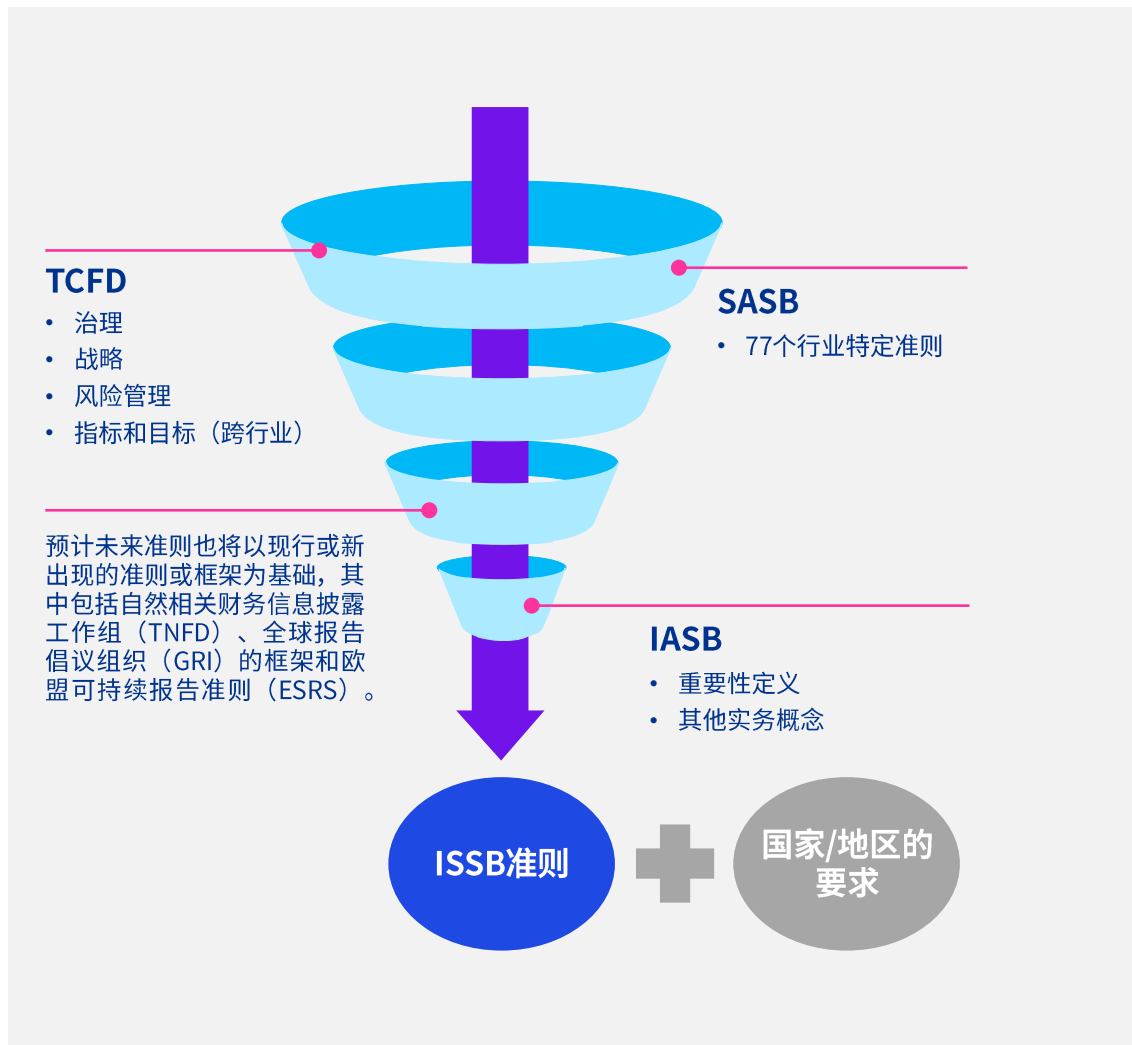 TCFD
• 治理
• 战略
• 风险管理
• 指标和目标（跨行业）
SASB
• 77个行业特定准则
预计未来准则也将以现行或新
出现的准则或框架为基础，其
中包括自然相关财务信息披露
工作组（TNFD）、全球报告
倡议组织（GRI）的框架和欧
盟可持续报告准则（ESRS）。
IASB
• 重要性定义
• 其他实务概念
ISSB准则
国家/地区的
要求